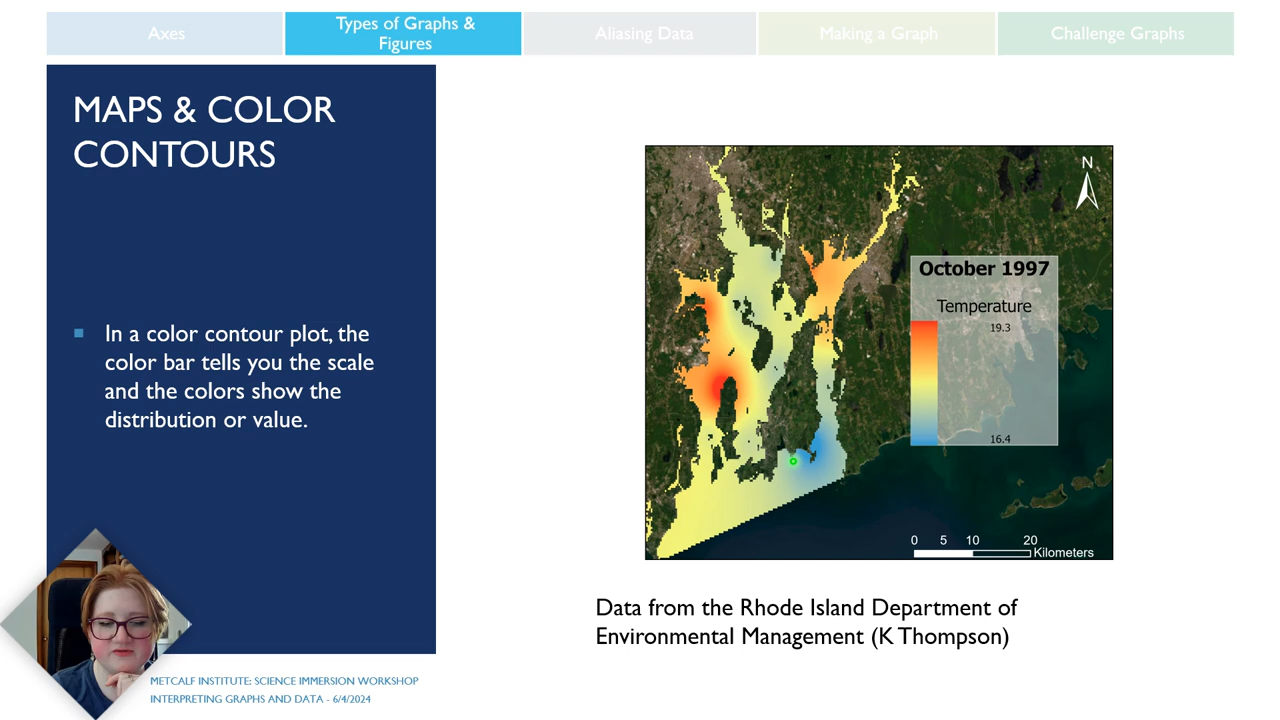 Axes
Types of Graphs &
Figures
Aliasing Data
Making a Graph
Challenge Graphs
MAPS & COLOR
CONTOURS
In a color contour plot, the
color bar tells you the scale
and the colors show the
distribution or value.
N
October 1997
Temperature
19.3
16.4
0 5 10 20
Kilometers
Data from the Rhode Island Department of
Environmental Management (K Thompson)
METCALF INSTITUTE: SCIENCE IMMERSION WORKSHOP
INTERPRETING GRAPHS AND DATA - 6/4/2024